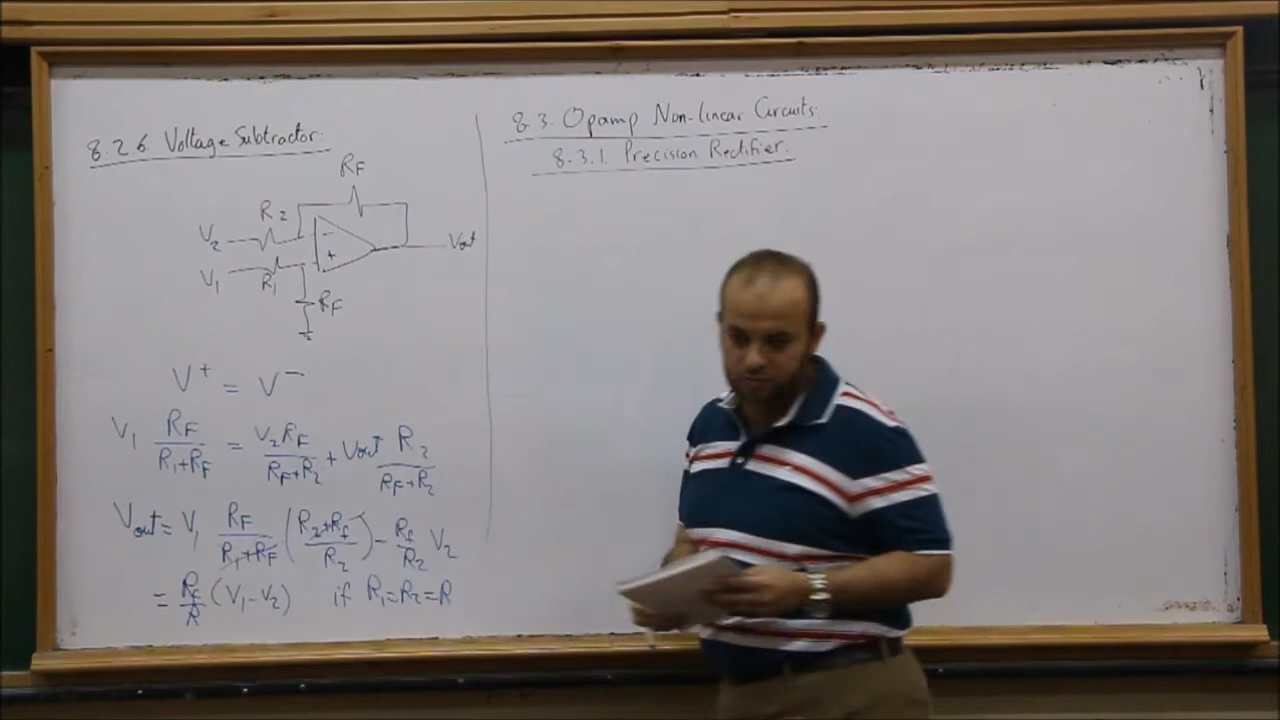 8.2.6 Voltage Subtractor.
RF
R2
V2
Vout
-
+
V1
R1
RF
V+ = V-
V1 RF/(R1+RF) = V2RF/(RF+R2) + Vout R2/(RF+R2)
Vout = V1 RF/(R1+RF) ((R2+Rf)/R2) - Rf/R2 V2
= Rf/R (V1-V2) if R1=R2=R
8.3. Opamp Non-linear Circuits.
8.3.1. Precision Rectifier.